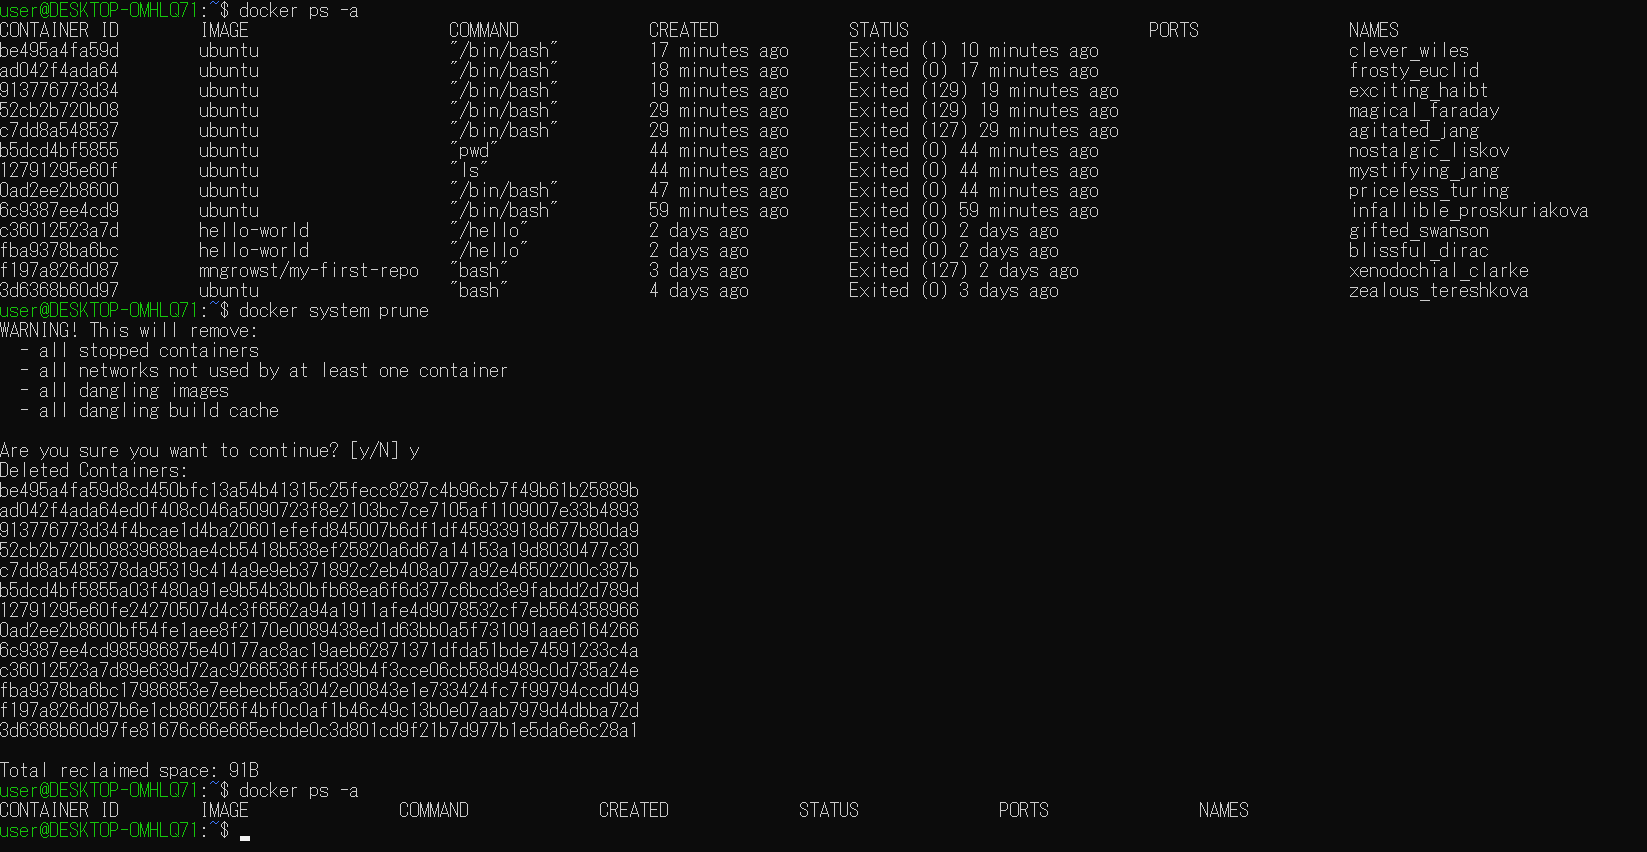 user@DESKTOP-OMHLQ71:~$ docker ps -a
CONTAINER ID        IMAGE                    COMMAND             CREATED             STATUS                        PORTS               NAMES
be495a4fa59d        ubuntu                   "/bin/bash"         17 minutes ago      Exited (1) 10 minutes ago                         clever_wiles
ad042f4ada64        ubuntu                   "/bin/bash"         18 minutes ago      Exited (0) 17 minutes ago                         frosty_euclid
913776773d34        ubuntu                   "/bin/bash"         19 minutes ago      Exited (129) 19 minutes ago                       exciting_haibt
52cb2b720b08        ubuntu                   "/bin/bash"         29 minutes ago      Exited (129) 19 minutes ago                       magical_faraday
c7dd8a548537        ubuntu                   "/bin/bash"         29 minutes ago      Exited (127) 29 minutes ago                       agitated_jang
b5dcd4bf5855        ubuntu                   "pwd"               44 minutes ago      Exited (0) 44 minutes ago                         nostalgic_liskov
12791295e60f        ubuntu                   "ls"                44 minutes ago      Exited (0) 44 minutes ago                         mystifying_jang
0ad2ee2b8600        ubuntu                   "/bin/bash"         47 minutes ago      Exited (0) 44 minutes ago                         priceless_turing
6c9387ee4cd9        ubuntu                   "/bin/bash"         59 minutes ago      Exited (0) 59 minutes ago                         infallible_proskuriakova
c36012523a7d        hello-world              "/hello"            2 days ago          Exited (0) 2 days ago                             gifted_swanson
fba9378ba6bc        hello-world              "/hello"            2 days ago          Exited (0) 2 days ago                             blissful_dirac
f197a826d087        mngrowst/my-first-repo   "bash"              3 days ago          Exited (127) 2 days ago                           xenodochial_clarke
3d6368b60d97        ubuntu                   "bash"              4 days ago          Exited (0) 3 days ago                             zealous_tereshkova
user@DESKTOP-OMHLQ71:~$ docker system prune
WARNING! This will remove:
  - all stopped containers
  - all networks not used by at least one container
  - all dangling images
  - all dangling build cache

Are you sure you want to continue? [y/N] y
Deleted Containers:
be495a4fa59d8cd450bfc13a54b41315c25fecc8287c4b96cb7f49b61b25889b
ad042f4ada64ed0f408c046a5090723f8e2103bc7ce7105af1109007e33b4893
913776773d34f4bcae1d4ba20601efefd845007b6df1df45933918d677b80da9
52cb2b720b08839688bae4cb5418b538ef25820a6d67a14153a19d8030477c30
c7dd8a5485378da95319c414a9e9eb371892c2eb408a077a92e46502200c387b
b5dcd4bf5855a03f480a91e9b54b3b0bfb68ea6f6d377c6bcd3e9fabdd2d789d
12791295e60fe24270507d4c3f6562a94a1911afe4d9078532cf7eb564358966
0ad2ee2b8600bf54fe1aee8f2170e0089438ed1d63bb0a5f731091aae6164266
6c9387ee4cd985986875e40177ac8ac19aeb62871371dfda51bde74591233c4a
c36012523a7d89e639d72ac9266536ff5d39b4f3cce06cb58d9489c0d735a24e
fba9378ba6bc17986853e7eebecb5a3042e00843e1e733424fc7f99794ccd049
f197a826d087b6e1cb860256f4bf0c0af1b46c49c13b0e07aab7979d4dbba72d
3d6368b60d97fe81676c66e665ecbde0c3d801cd9f21b7d977b1e5da6e6c28a1

Total reclaimed space: 91B
user@DESKTOP-OMHLQ71:~$ docker ps -a
CONTAINER ID        IMAGE               COMMAND             CREATED             STATUS              PORTS               NAMES
user@DESKTOP-OMHLQ71:~$